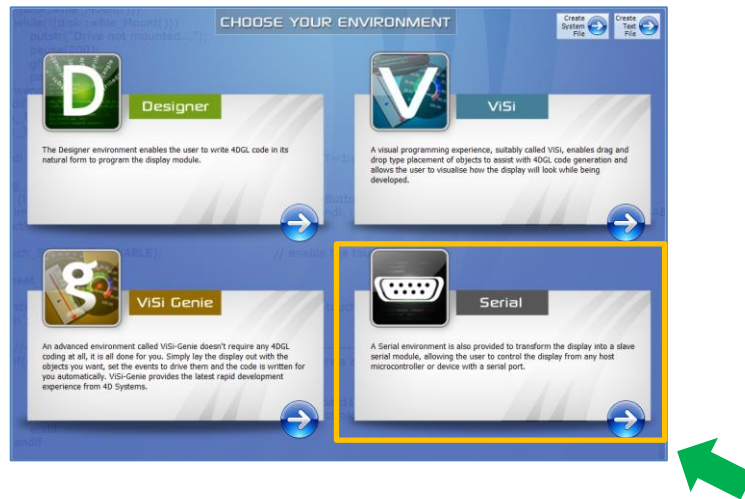 CHOOSE YOUR ENVIRONMENT
Create
System
File
Create
Text
File
D
Designer
The Designer environment enables the user to write 4DGL code in its
natural form to program the display module.
V
ViSi
A visual programming experience, suitably called ViSi, enables drag and
drop type placement of objects to assist with 4DGL code generation and
allows the user to visualise how the display will look while being
developed.
g
ViSi Genie
An advanced environment called ViSi-Genie doesn't require any 4DGL
coding at all, it is all done for you. Simply lay the display out with the
objects you want, set the events to drive them and the code is written for
you automatically. ViSi-Genie provides the latest rapid development
experience from 4D Systems.
Serial
A Serial environment is also provided to transform the display into a slave
serial module, allowing the user to control the display from any host
microcontroller or device with a serial port.
endif
endif